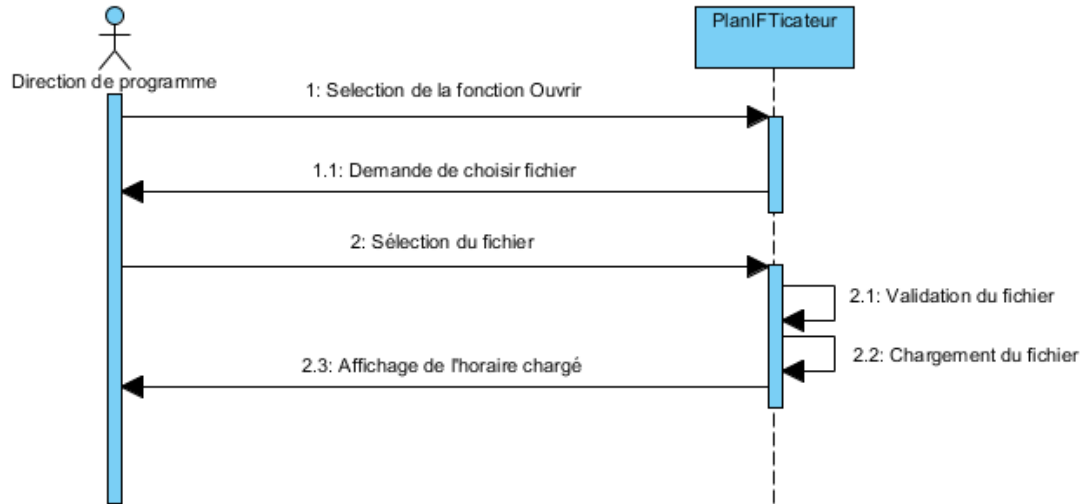 PlanIFTicateur
Direction de programme
1: Selection de la fonction Ouvrir
1.1: Demande de choisir fichier
2: Sélection du fichier
2.1: Validation du fichier
2.2: Chargement du fichier
2.3: Affichage de l'horaire chargé